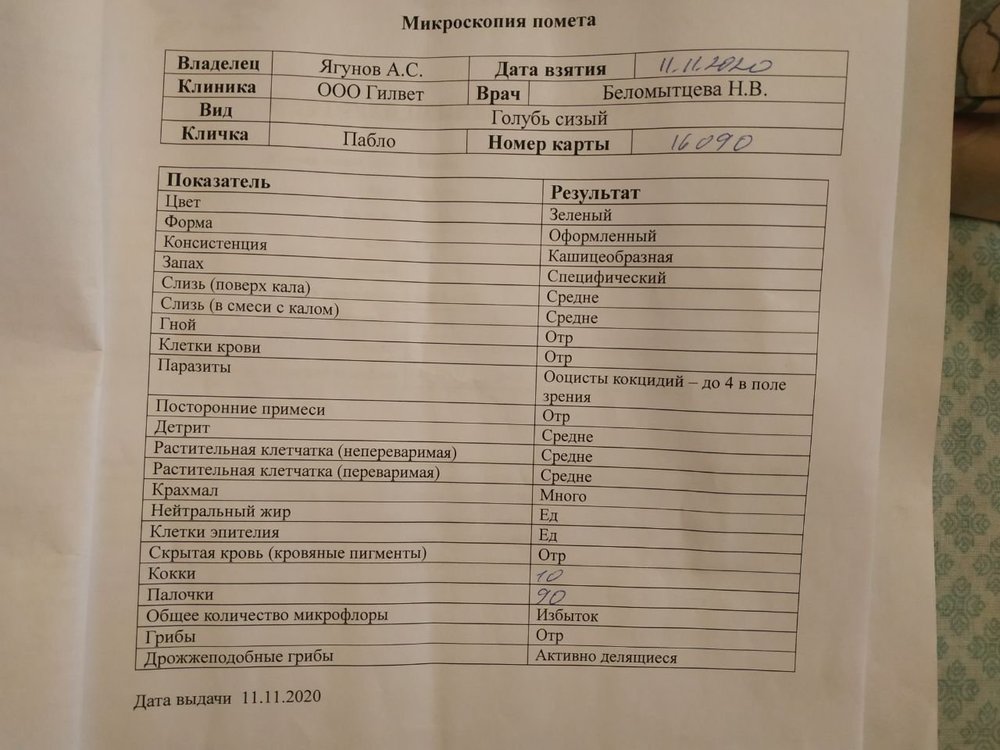 Микроскопия помета
Владелец Ягунов А.С. Дата взятия 11.11.2020
Клиника ООО Гилвет Врач Беломытцева Н.В.
Вид Голубь сизый
Кличка Пабло Номер карты 16090
Показатель Результат
Цвет Зеленый
Форма Оформленный
Консистенция Кашицеобразная
Запах Специфический
Слизь (поверх кала) Средне
Слизь (в смеси с калом) Средне
Гной Отр
Клетки крови Отр
Паразиты Ооцисты кокцидий – до 4 в поле
зрения
Посторонние примеси Отр
Детрит Средне
Растительная клетчатка (непереваримая) Средне
Растительная клетчатка (переваримая) Средне
Крахмал Много
Нейтральный жир Ед
Клетки эпителия Ед
Скрытая кровь (кровяные пигменты) Отр
Кокки 10
Палочки 90
Общее количество микрофлоры Избыток
Грибы Отр
Дрожжеподобные грибы Активно делящиеся
Дата выдачи 11.11.2020